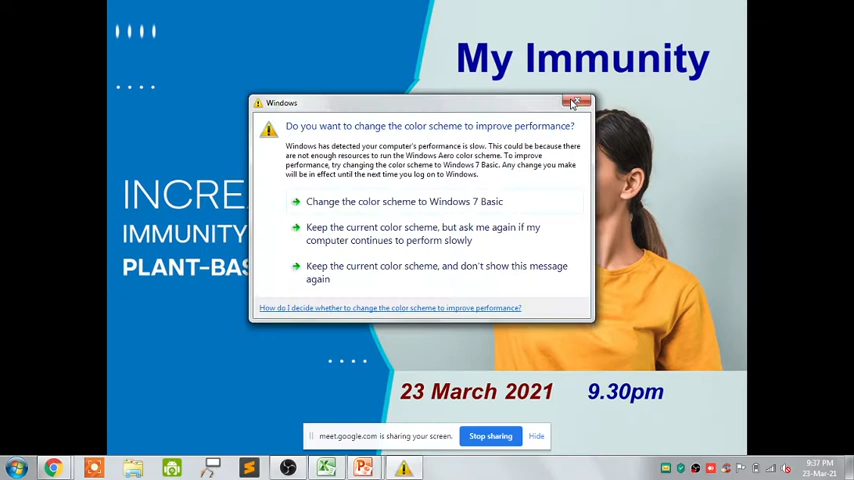 My Immunity
Windows
Do you want to change the color scheme to improve performance?
Windows has detected your computer's performance is slow. This could be because
there are not enough resources to run the Windows Aero color scheme. To improve
performance, try changing the color scheme to Windows 7 Basic. Any change you make
will be in effect until the next time you log on to Windows.
Change the color scheme to Windows 7 Basic
Keep the current color scheme, but ask me again if my
computer continues to perform slowly
Keep the current color scheme, and don't show this message
again
How do I decide whether to change the color scheme to improve performance?
IMMUNITY
23 March 2021 9.30pm
meet.google.com is sharing your screen. Stop sharing Hide
9:37 PM
23-Mar-21